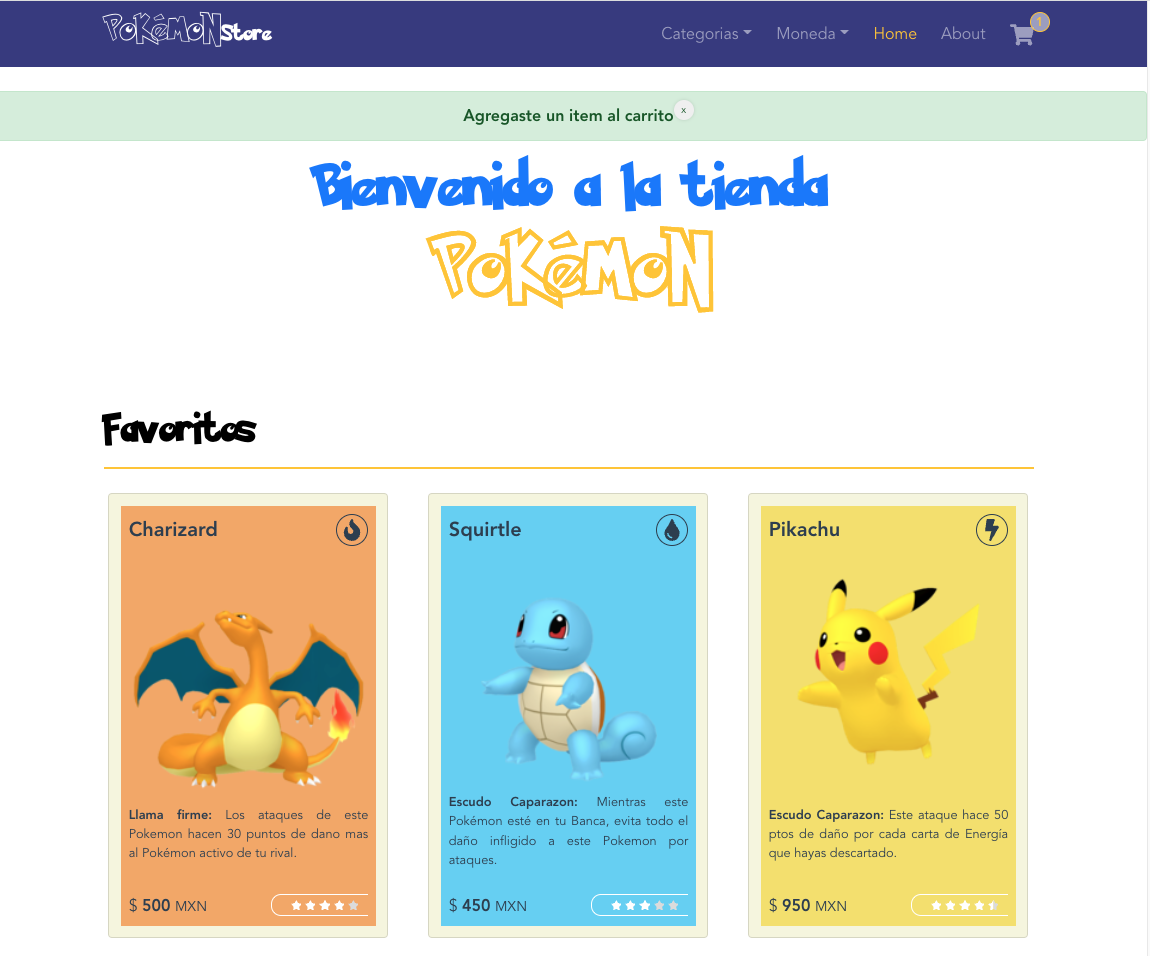 PoKémoN Store
Categorias Moneda Home About 1
Agregaste un item al carrito x
Bienvenido a la tienda
PoKémoN
Favoritos
Charizard
Llama firme: Los ataques de este
Pokemon hacen 30 puntos de dano mas
al Pokémon activo de tu rival.
$ 500 MXN
Squirtle
Escudo Caparazon: Mientras este
Pokémon esté en tu Banca, evita todo el
daño infligido a este Pokemon por
ataques.
$ 450 MXN
Pikachu
Escudo Caparazon: Este ataque hace 50
ptos de daño por cada carta de Energía
que hayas descartado.
$ 950 MXN